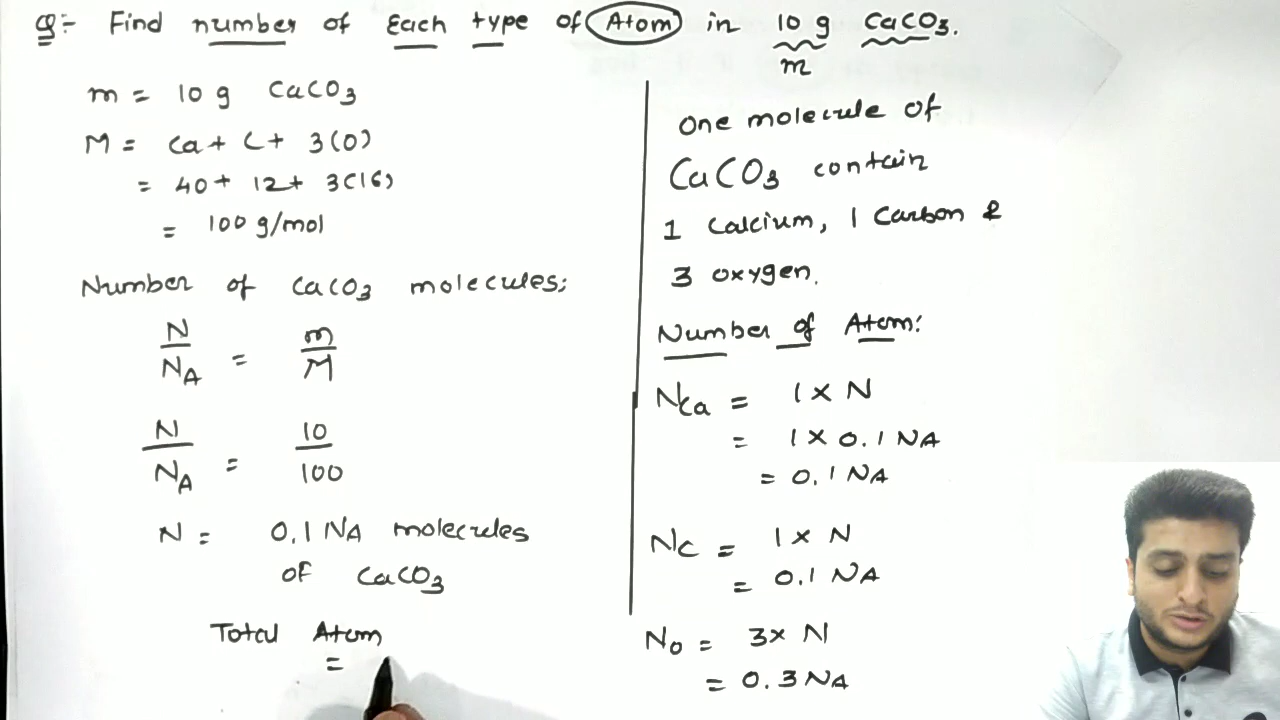 Q:- Find number of Each type of Atom in 10 g CaCO3.
m
m = 10 g CaCO3
M = Ca + C + 3(O)
= 40 + 12 + 3(16)
= 100 g/mol
Number of CaCO3 molecules:
N/NA = m/M
N/NA = 10/100
N = 0.1 NA molecules
of CaCO3
Total Atom
=
One molecule of
CaCO3 contain
1 Calcium, 1 Carbon &
3 oxygen.
Number of Atom:
NCa = 1 x N
= 1 x 0.1 NA
= 0.1 NA
NC = 1 x N
= 0.1 NA
NO = 3 x N
= 0.3 NA